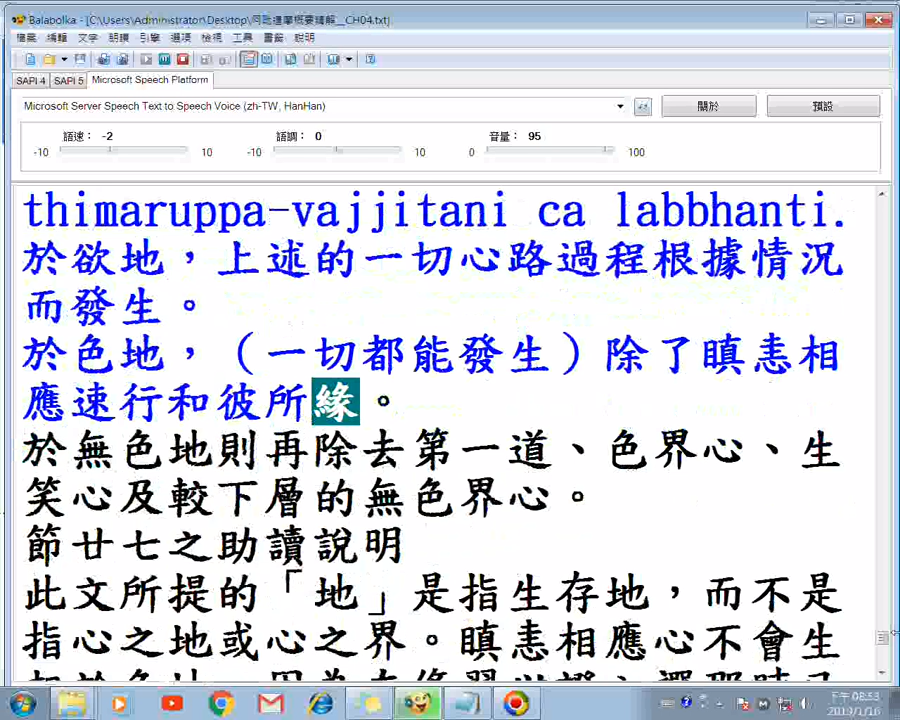 Balabolka - [C:\Users\Administrator\Desktop\阿毗達摩概要精解__CH04.txt]
檔案 編輯 文字 朗讀 引擎 選項 檢視 工具 書籤 說明
SAPI 4 SAPI 5 Microsoft Speech Platform
Microsoft Server Speech Text to Speech Voice (zh-TW, HanHan) 關於 預設
語速： -2 語調： 0 音量： 95
-10 10 -10 10 0 100
thimaruppa-vajjitani ca labbhanti.
於欲地，上述的一切心路過程根據情況
而發生。
於色地，（一切都能發生）除了瞋恚相
應速行和彼所緣。
於無色地則再除去第一道、色界心、生
笑心及較下層的無色界心。
節廿七之助讀說明
此文所提的「地」是指生存地，而不是
指心之地或心之界。瞋恚相應心不會生
下午 08:53
2019/1/16